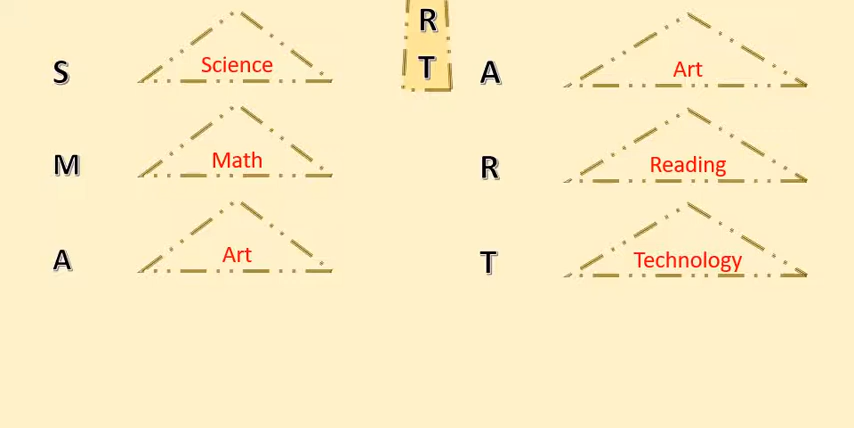 R
T
S Science
A Art
M Math
R Reading
A Art
T Technology